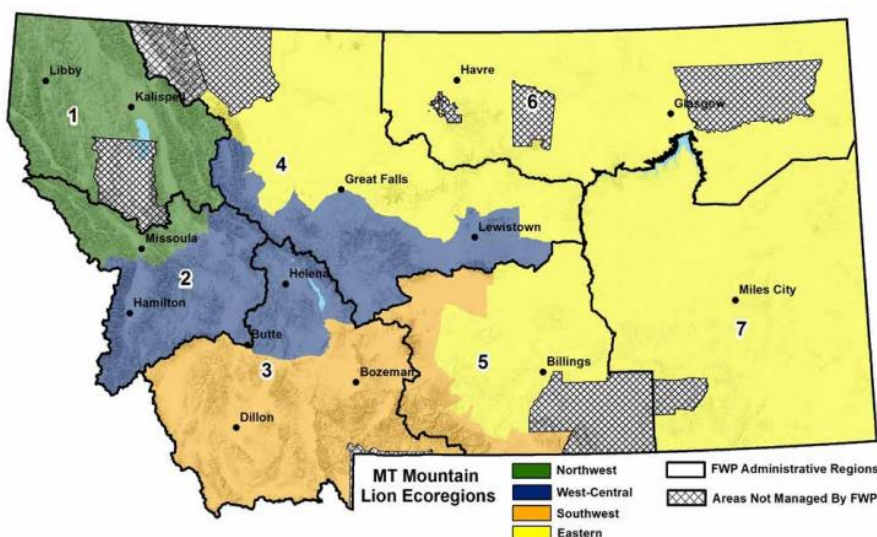 Libby
Havre
1
Kalispell
6
Glasgow
4
Great Falls
Missoula
Lewistown
2
Helena
Hamilton
Miles City
7
Butte
3
5
Billings
Bozeman
Dillon
MT Mountain
Lion Ecoregions
Northwest
West-Central
Southwest
Eastern
FWP Administrative Regions
Areas Not Managed By FWP